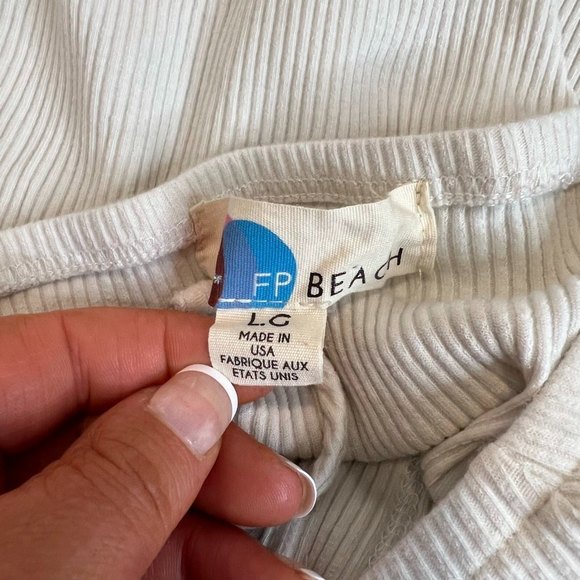 FP BEACH
LG
MADE IN
USA
FABRIQUE AUX
ETATS UNIS